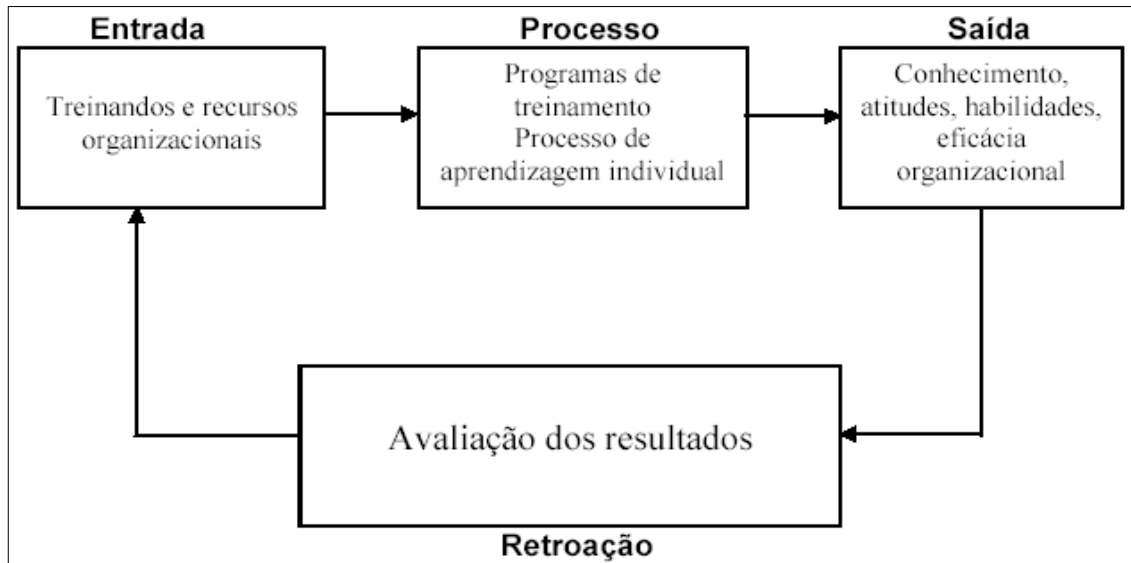 Entrada
Treinandos e recursos
organizacionais
Processo
Programas de
treinamento
Processo de
aprendizagem individual
Saída
Conhecimento,
atitudes, habilidades,
eficácia
organizacional
Avaliação dos resultados
Retroação